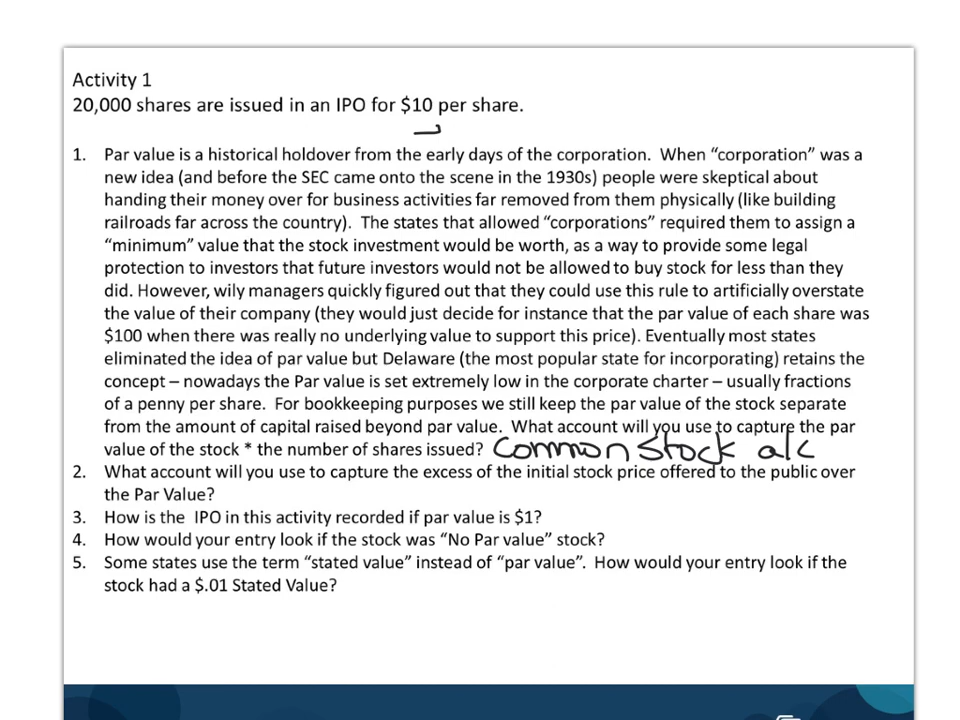 Activity 1
20,000 shares are issued in an IPO for $10 per share.
1. Par value is a historical holdover from the early days of the corporation. When “corporation” was a
new idea (and before the SEC came onto the scene in the 1930s) people were skeptical about
handing their money over for business activities far removed from them physically (like building
railroads far across the country). The states that allowed “corporations” required them to assign a
“minimum” value that the stock investment would be worth, as a way to provide some legal
protection to investors that future investors would not be allowed to buy stock for less than they
did. However, wily managers quickly figured out that they could use this rule to artificially overstate
the value of their company (they would just decide for instance that the par value of each share was
$100 when there was really no underlying value to support this price). Eventually most states
eliminated the idea of par value but Delaware (the most popular state for incorporating) retains the
concept – nowadays the Par value is set extremely low in the corporate charter – usually fractions
of a penny per share. For bookkeeping purposes we still keep the par value of the stock separate
from the amount of capital raised beyond par value. What account will you use to capture the par
value of the stock * the number of shares issued? Common Stock a/c
2. What account will you use to capture the excess of the initial stock price offered to the public over
the Par Value?
3. How is the IPO in this activity recorded if par value is $1?
4. How would your entry look if the stock was “No Par value” stock?
5. Some states use the term “stated value” instead of “par value”. How would your entry look if the
stock had a $.01 Stated Value?